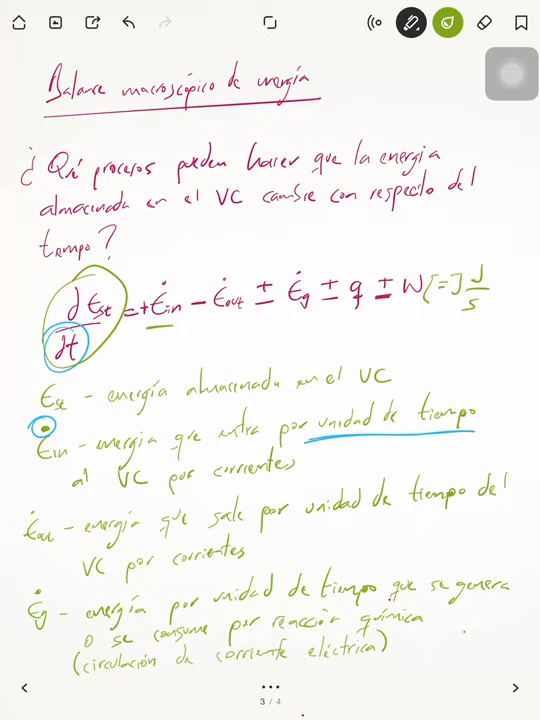 Balance macroscópico de energía
¿Qué procesos pueden hacer que la energía
almacenada en el VC cambie con respecto del
tiempo?
dEst/dt = +Ėin − Ėout ± Ėg ± q ± W [=] J/s
Est - energía almacenada en el VC
Ėin - energía que entra por unidad de tiempo
al VC por corrientes
Ėout - energía que sale por unidad de tiempo del
VC por corrientes
Ėg - energía por unidad de tiempo que se genera
o se consume por reacción química
(circulación de corriente eléctrica)
3 / 4